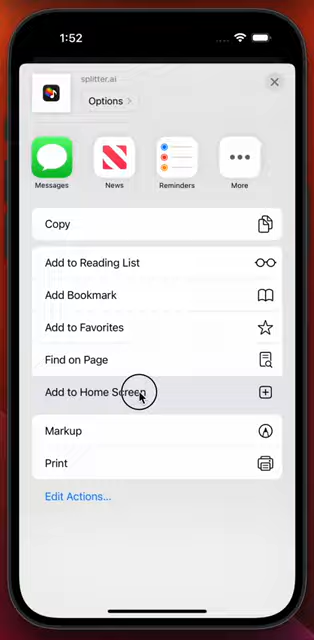 1:52
splitter.ai
Options >
Messages
News
Reminders
More
Copy
Add to Reading List
Add Bookmark
Add to Favorites
Find on Page
Add to Home Screen
Markup
Print
Edit Actions...